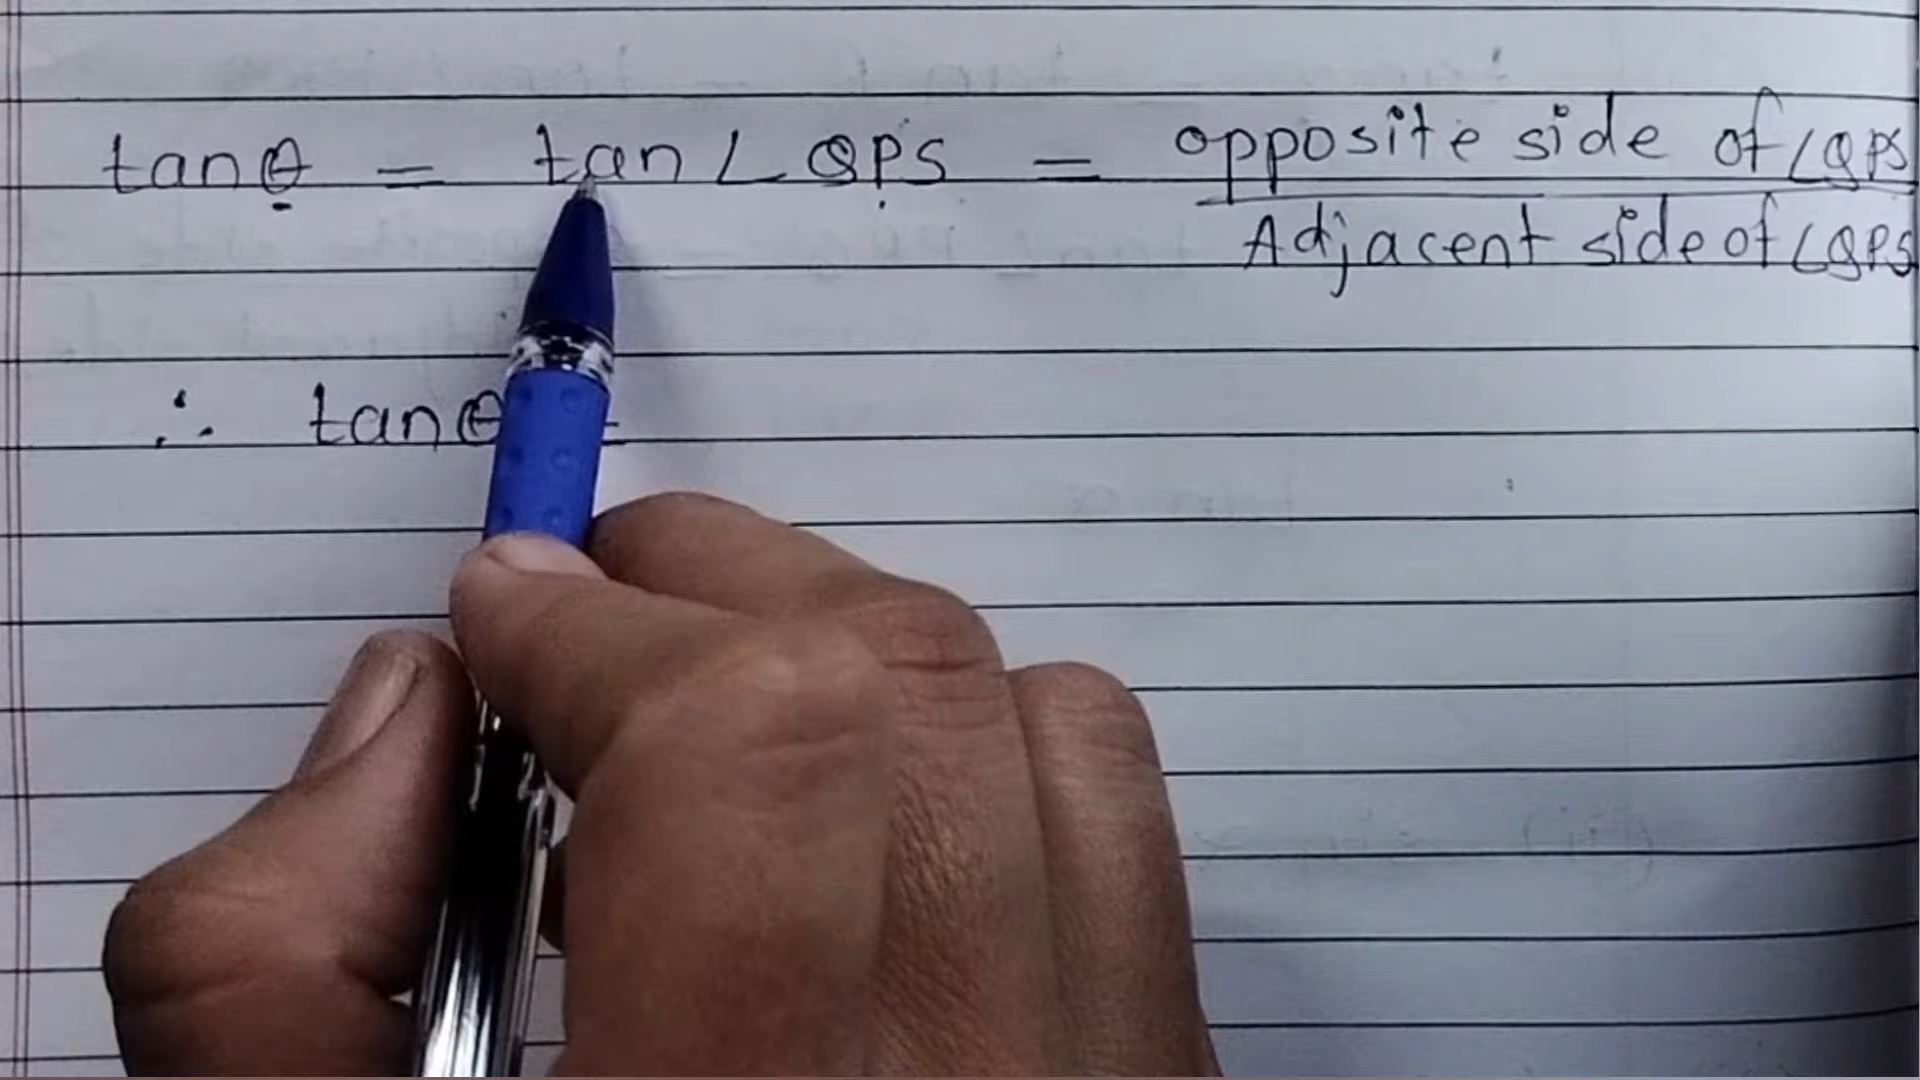 tanθ = tan ∠ QPS = opposite side of ∠QPS
Adjacent side of ∠QPS
∴ tanθ =